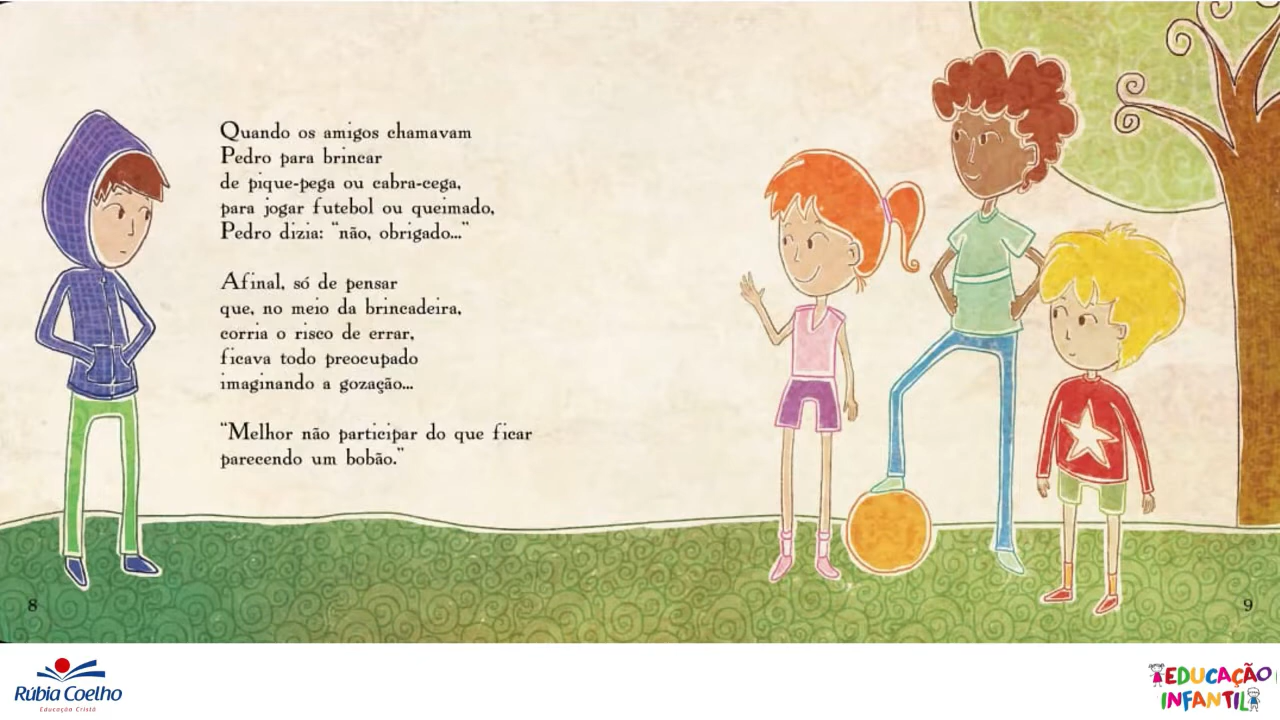 Quando os amigos chamavam
Pedro para brincar
de pique-pega ou cabra-cega,
para jogar futebol ou queimado,
Pedro dizia: “não, obrigado...”
Afinal, só de pensar
que, no meio da brincadeira,
corria o risco de errar,
ficava todo preocupado
imaginando a gozação...
“Melhor não participar do que ficar
parecendo um bobão.”
8
9
Rúbia Coelho
Educação Cristã
EDUCAÇÃO
INFANTIL